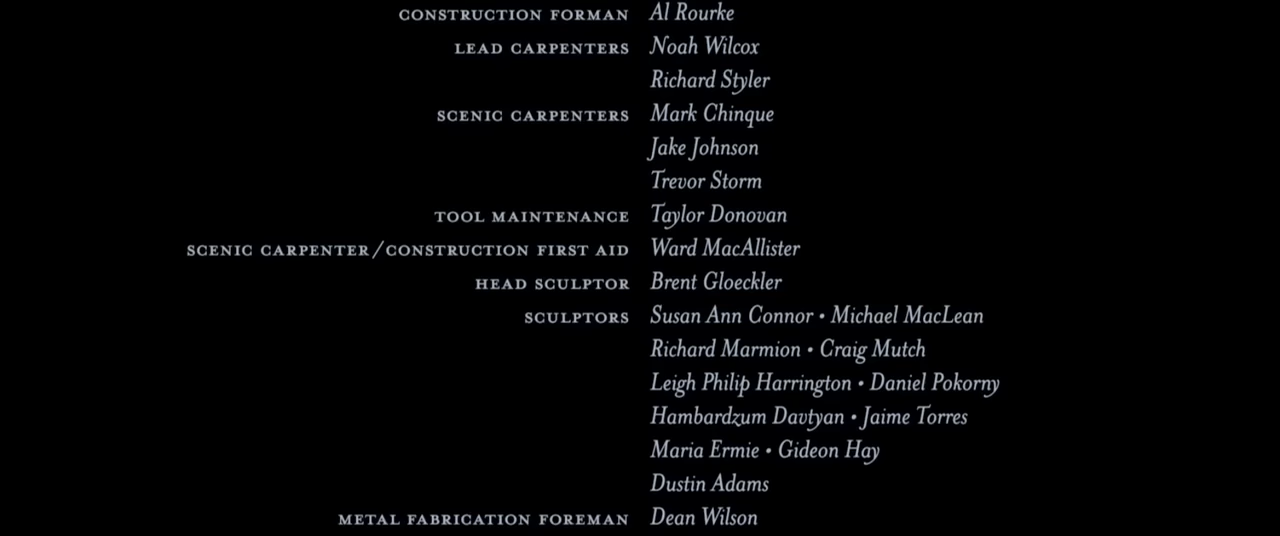 CONSTRUCTION FORMAN Al Rourke
LEAD CARPENTERS Noah Wilcox
Richard Styler
SCENIC CARPENTERS Mark Chinque
Jake Johnson
Trevor Storm
TOOL MAINTENANCE Taylor Donovan
SCENIC CARPENTER/CONSTRUCTION FIRST AID Ward MacAllister
HEAD SCULPTOR Brent Gloeckler
SCULPTORS Susan Ann Connor • Michael MacLean
Richard Marmion • Craig Mutch
Leigh Philip Harrington • Daniel Pokorny
Hambardzum Davtyan • Jaime Torres
Maria Ermie • Gideon Hay
Dustin Adams
METAL FABRICATION FOREMAN Dean Wilson